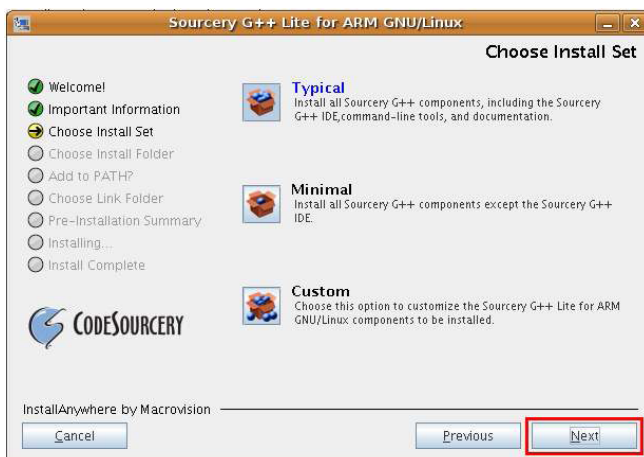 Sourcery G++ Lite for ARM GNU/Linux
Choose Install Set
Welcome!
Important Information
Choose Install Set
Choose Install Folder
Add to PATH?
Choose Link Folder
Pre-Installation Summary
Installing...
Install Complete
CODESOURCERY
Typical
Install all Sourcery G++ components, including the Sourcery
G++ IDE,command-line tools, and documentation.
Minimal
Install all Sourcery G++ components except the Sourcery G++
IDE.
Custom
Choose this option to customize the Sourcery G++ Lite for ARM
GNU/Linux components to be installed.
InstallAnywhere by Macrovision
Cancel
Previous
Next